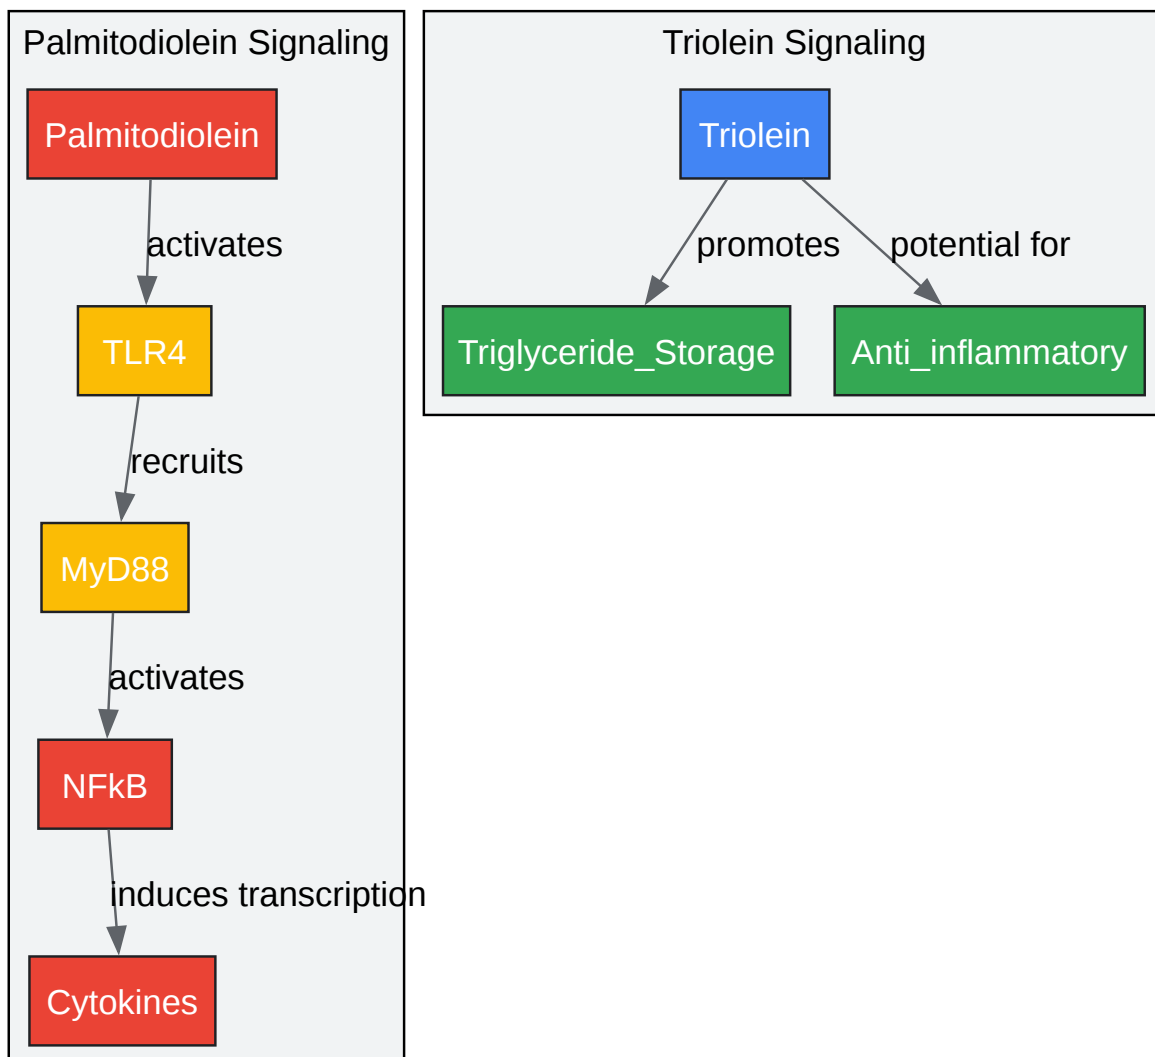 Palmitodiolein Signaling
Palmitodiolein
activates
TLR4
recruits
MyD88
activates
NFkB
induces transcription
Cytokines
Triolein Signaling
Triolein
promotes
potential for
Triglyceride_Storage
Anti_inflammatory